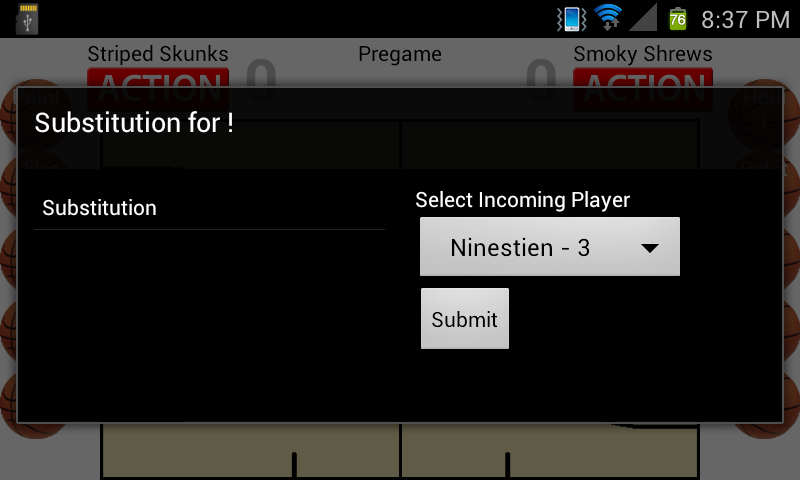 76 8:37 PM
Striped Skunks Pregame Smoky Shrews
ACTION 0 0 ACTION
Substitution for !
Substitution
Select Incoming Player
Ninestien - 3
Submit